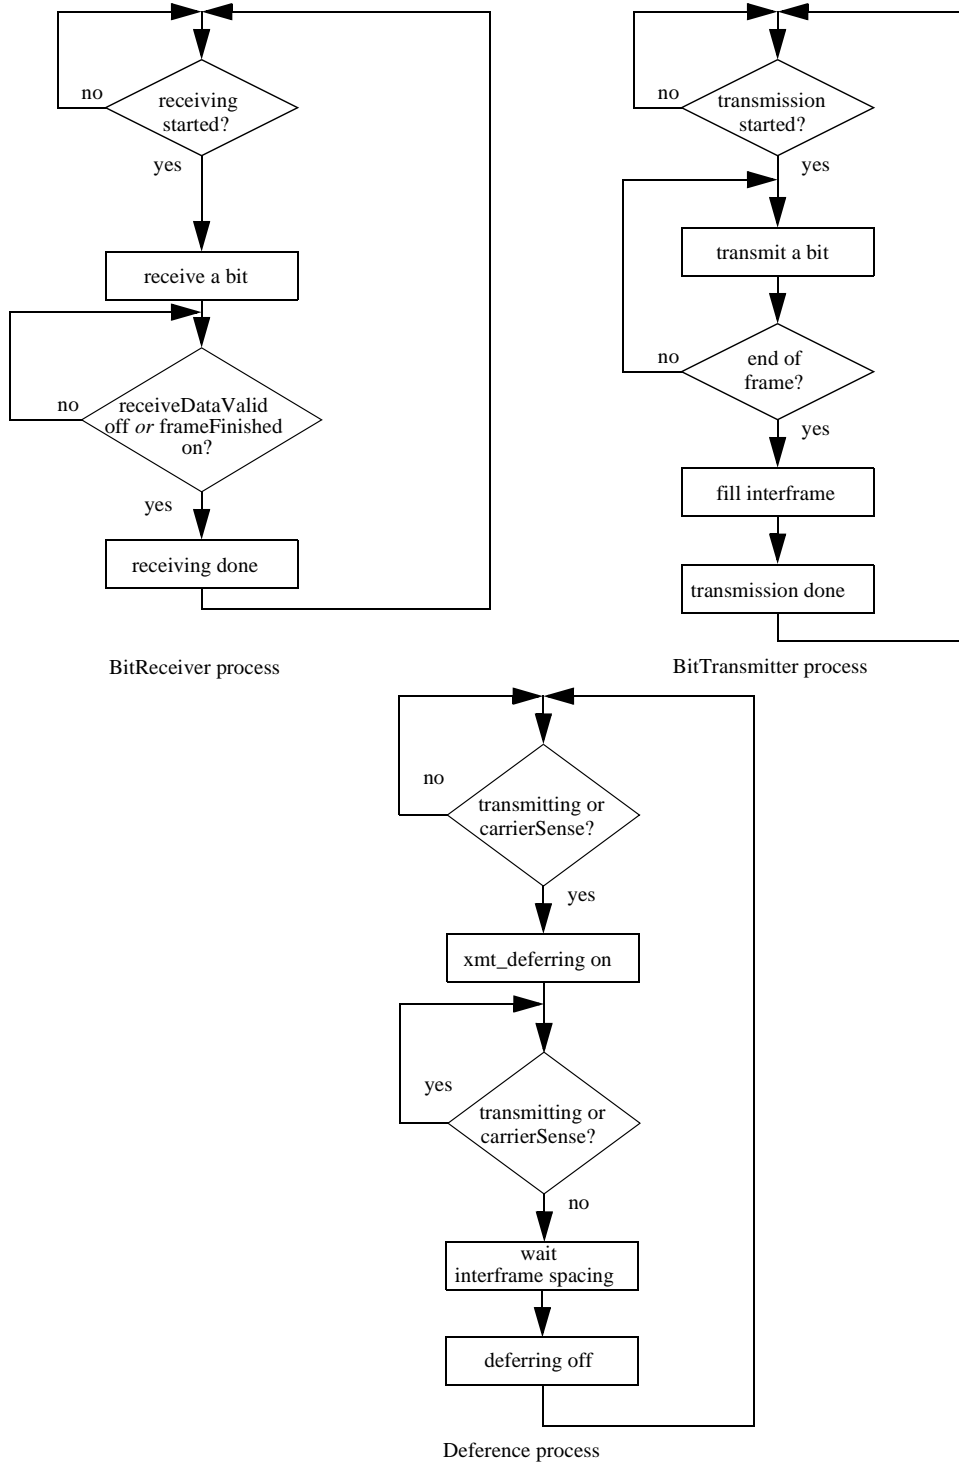 no
receiving
started?
yes
receive a bit
no
receiveDataValid
off or frameFinished
on?
yes
receiving done
BitReceiver process
no
transmission
started?
yes
transmit a bit
no
end of
frame?
yes
fill interframe
transmission done
BitTransmitter process
no
transmitting or
carrierSense?
yes
xmt_deferring on
yes
transmitting or
carrierSense?
no
wait
interframe spacing
deferring off
Deference process